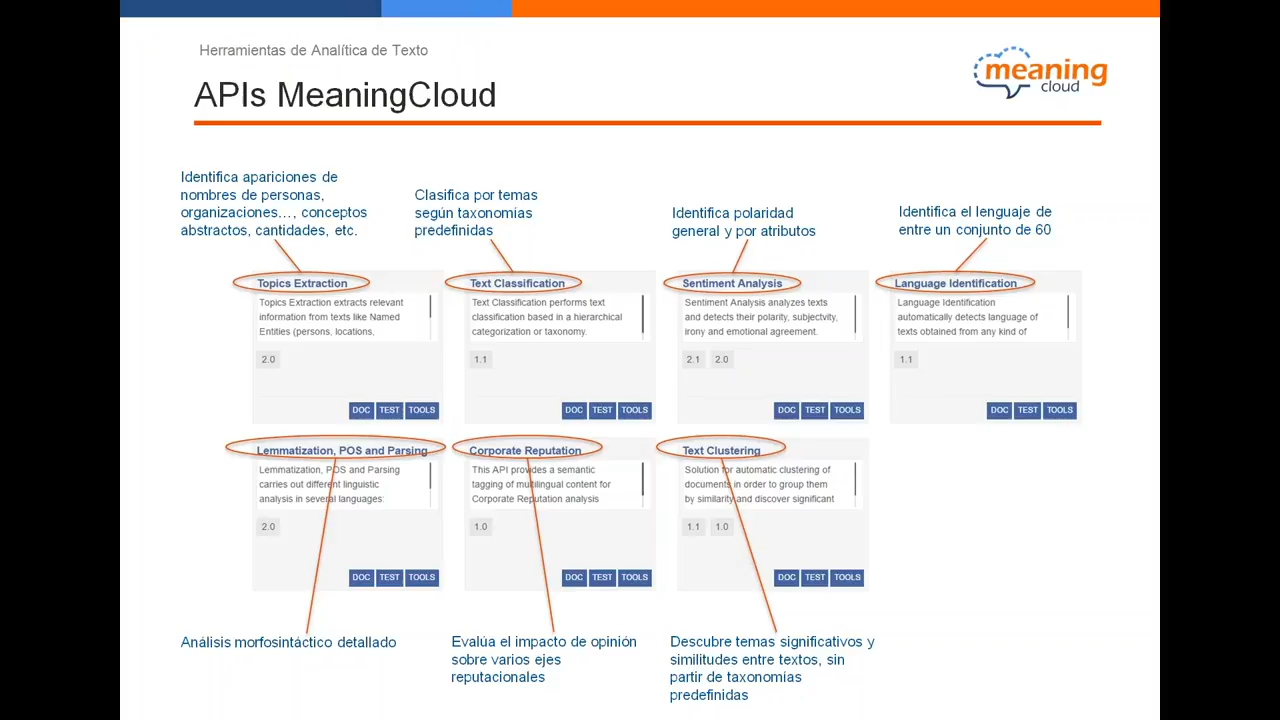 Herramientas de Analítica de Texto
APIs MeaningCloud
meaning
cloud
Identifica apariciones de
nombres de personas,
organizaciones…, conceptos
abstractos, cantidades, etc.
Clasifica por temas
según taxonomías
predefinidas
Identifica polaridad
general y por atributos
Identifica el lenguaje de
entre un conjunto de 60
Topics Extraction
Topics Extraction extracts relevant
information from texts like Named
Entities (persons, locations,
2.0
DOC TEST TOOLS
Text Classification
Text Classification performs text
classification based in a hierarchical
categorization or taxonomy.
1.1
DOC TEST TOOLS
Sentiment Analysis
Sentiment Analysis analyzes texts
and detects their polarity, subjectvity,
irony and emotional agreement.
2.1 2.0
DOC TEST TOOLS
Language Identification
Language Identification
automatically detects language of
texts obtained from any kind of
1.1
DOC TEST TOOLS
Lemmatization, POS and Parsing
Lemmatization, POS and Parsing
carries out different linguistic
analysis in several languages:
2.0
DOC TEST TOOLS
Corporate Reputation
This API provides a semantic
tagging of multilingual content for
Corporate Reputation analysis
1.0
DOC TEST TOOLS
Text Clustering
Solution for automatic clustering of
documents in order to group them
by similarity and discover significant
1.1 1.0
DOC TEST TOOLS
Análisis morfosintáctico detallado
Evalúa el impacto de opinión
sobre varios ejes
reputacionales
Descubre temas significativos y
similitudes entre textos, sin
partir de taxonomías
predefinidas